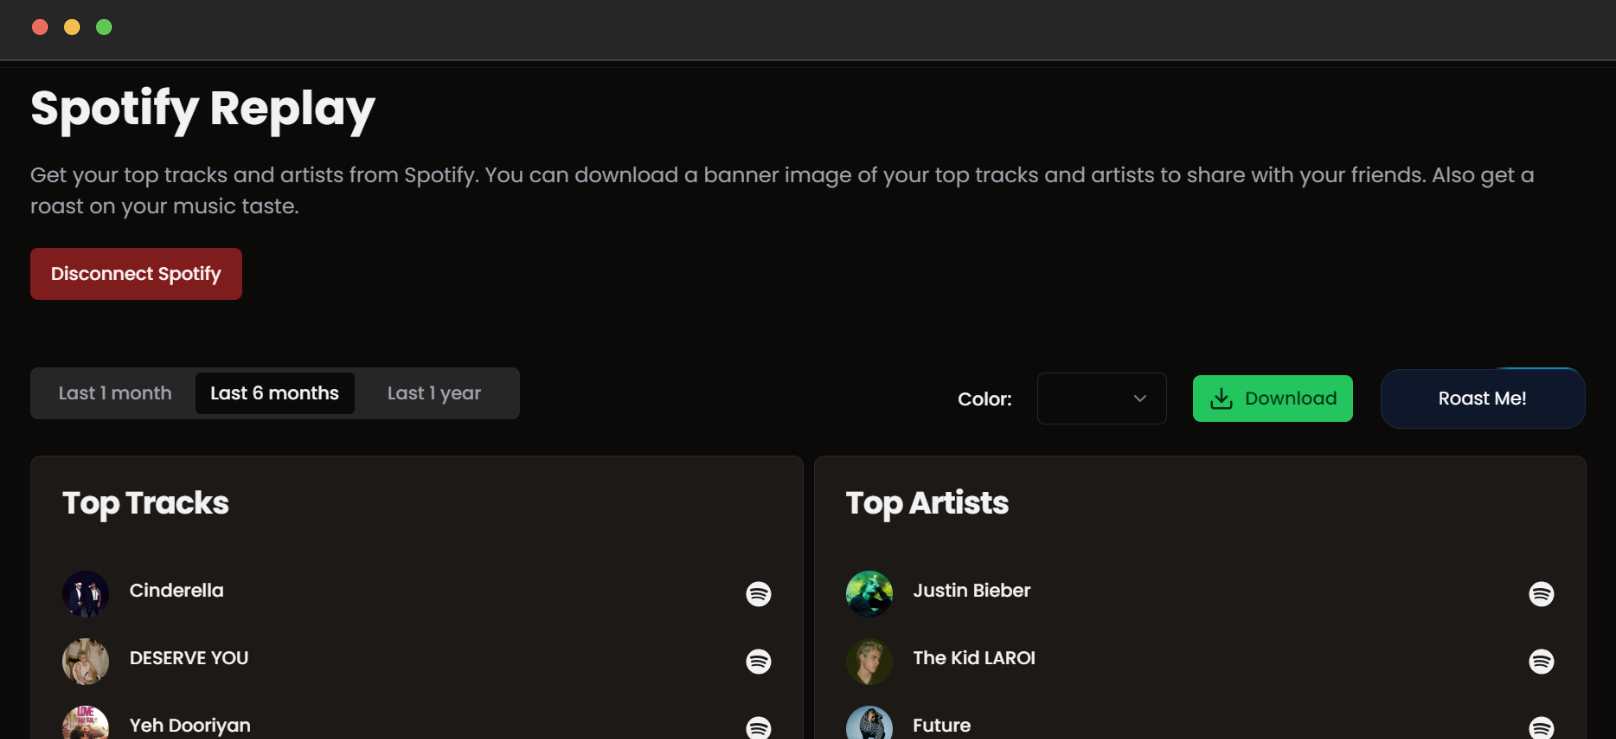 Spotify Replay
Get your top tracks and artists from Spotify. You can download a banner image of your top tracks and artists to share with your friends. Also get a
roast on your music taste.
Disconnect Spotify
Last 1 month
Last 6 months
Last 1 year
Color:
Download
Roast Me!
Top Tracks
Cinderella
DESERVE YOU
Yeh Dooriyan
Top Artists
Justin Bieber
The Kid LAROI
Future